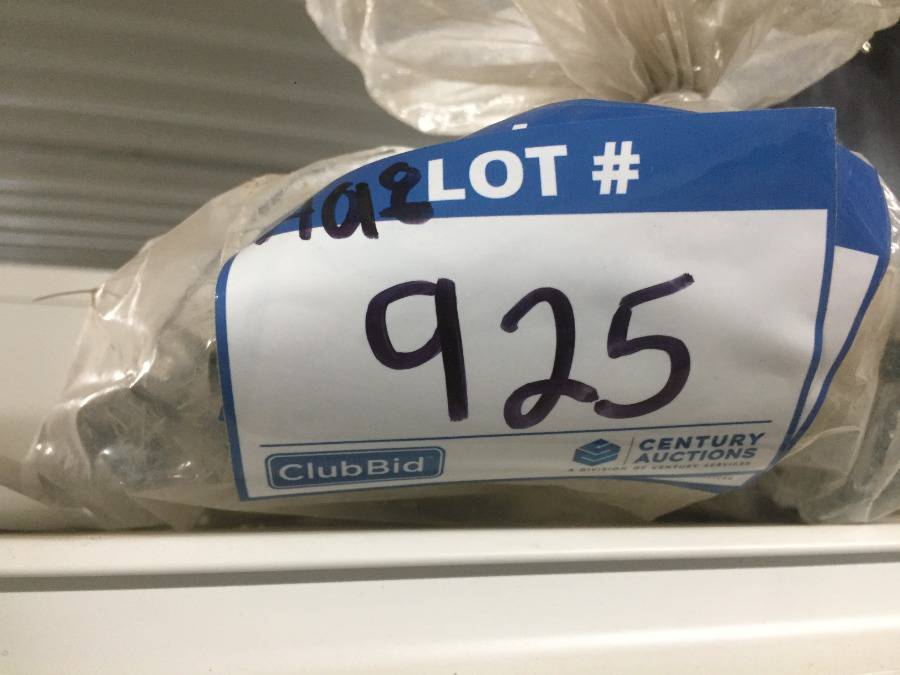 LOT #
925
ClubBid
CENTURY
AUCTIONS
A DIVISION OF CENTURY SERVICES